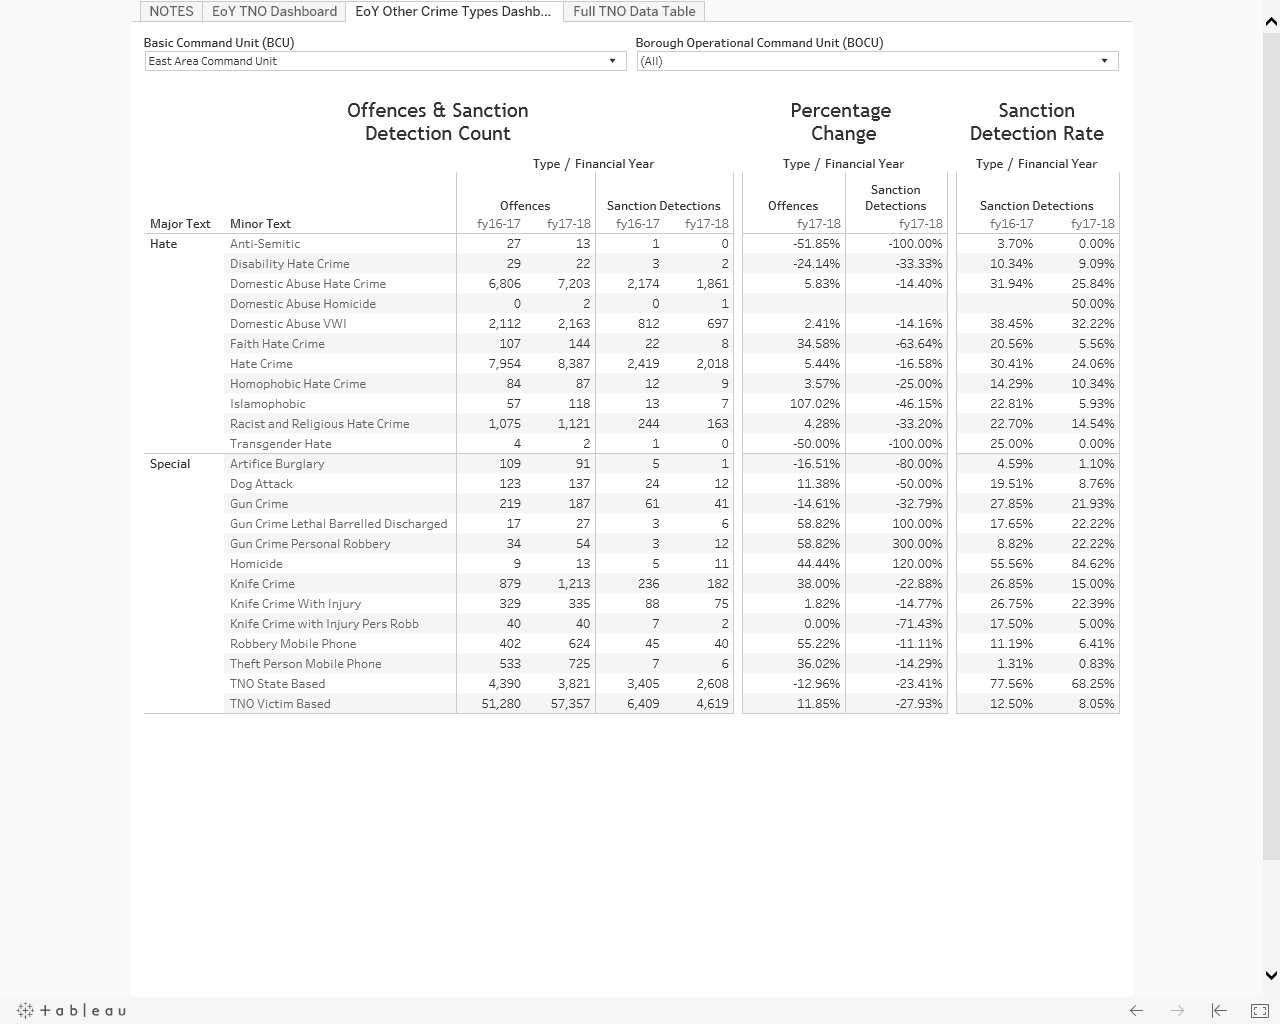 NOTES EoY TNO Dashboard EoY Other Crime Types Dashb... Full TNO Data Table
Basic Command Unit (BCU) Borough Operational Command Unit (BOCU)
East Area Command Unit (All)
Offences & Sanction Percentage Sanction
Detection Count Change Detection Rate
Type / Financial Year Type / Financial Year Type / Financial Year
Sanction
Offences Sanction Detections Offences Detections Sanction Detections
Major Text Minor Text fy16-17 fy17-18 fy16-17 fy17-18 fy17-18 fy17-18 fy16-17 fy17-18
Hate Anti-Semitic 27 13 1 0 -51.85% -100.00% 3.70% 0.00%
Disability Hate Crime 29 22 3 2 -24.14% -33.33% 10.34% 9.09%
Domestic Abuse Hate Crime 6,806 7,203 2,174 1,861 5.83% -14.40% 31.94% 25.84%
Domestic Abuse Homicide 0 2 0 1 50.00%
Domestic Abuse VWI 2,112 2,163 812 697 2.41% -14.16% 38.45% 32.22%
Faith Hate Crime 107 144 22 8 34.58% -63.64% 20.56% 5.56%
Hate Crime 7,954 8,387 2,419 2,018 5.44% -16.58% 30.41% 24.06%
Homophobic Hate Crime 84 87 12 9 3.57% -25.00% 14.29% 10.34%
Islamophobic 57 118 13 7 107.02% -46.15% 22.81% 5.93%
Racist and Religious Hate Crime 1,075 1,121 244 163 4.28% -33.20% 22.70% 14.54%
Transgender Hate 4 2 1 0 -50.00% -100.00% 25.00% 0.00%
Special Artifice Burglary 109 91 5 1 -16.51% -80.00% 4.59% 1.10%
Dog Attack 123 137 24 12 11.38% -50.00% 19.51% 8.76%
Gun Crime 219 187 61 41 -14.61% -32.79% 27.85% 21.93%
Gun Crime Lethal Barrelled Discharged 17 27 3 6 58.82% 100.00% 17.65% 22.22%
Gun Crime Personal Robbery 34 54 3 12 58.82% 300.00% 8.82% 22.22%
Homicide 9 13 5 11 44.44% 120.00% 55.56% 84.62%
Knife Crime 879 1,213 236 182 38.00% -22.88% 26.85% 15.00%
Knife Crime With Injury 329 335 88 75 1.82% -14.77% 26.75% 22.39%
Knife Crime with Injury Pers Robb 40 40 7 2 0.00% -71.43% 17.50% 5.00%
Robbery Mobile Phone 402 624 45 40 55.22% -11.11% 11.19% 6.41%
Theft Person Mobile Phone 533 725 7 6 36.02% -14.29% 1.31% 0.83%
TNO State Based 4,390 3,821 3,405 2,608 -12.96% -23.41% 77.56% 68.25%
TNO Victim Based 51,280 57,357 6,409 4,619 11.85% -27.93% 12.50% 8.05%
+ableau